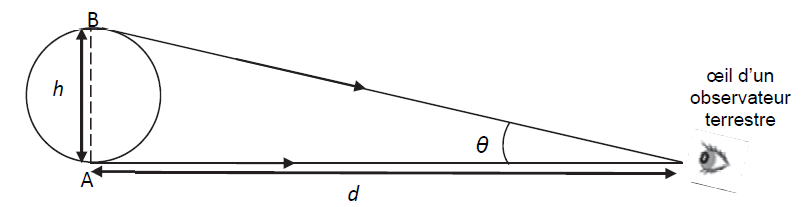 B
h
A
d
θ
œil d'un
observateur
terrestre